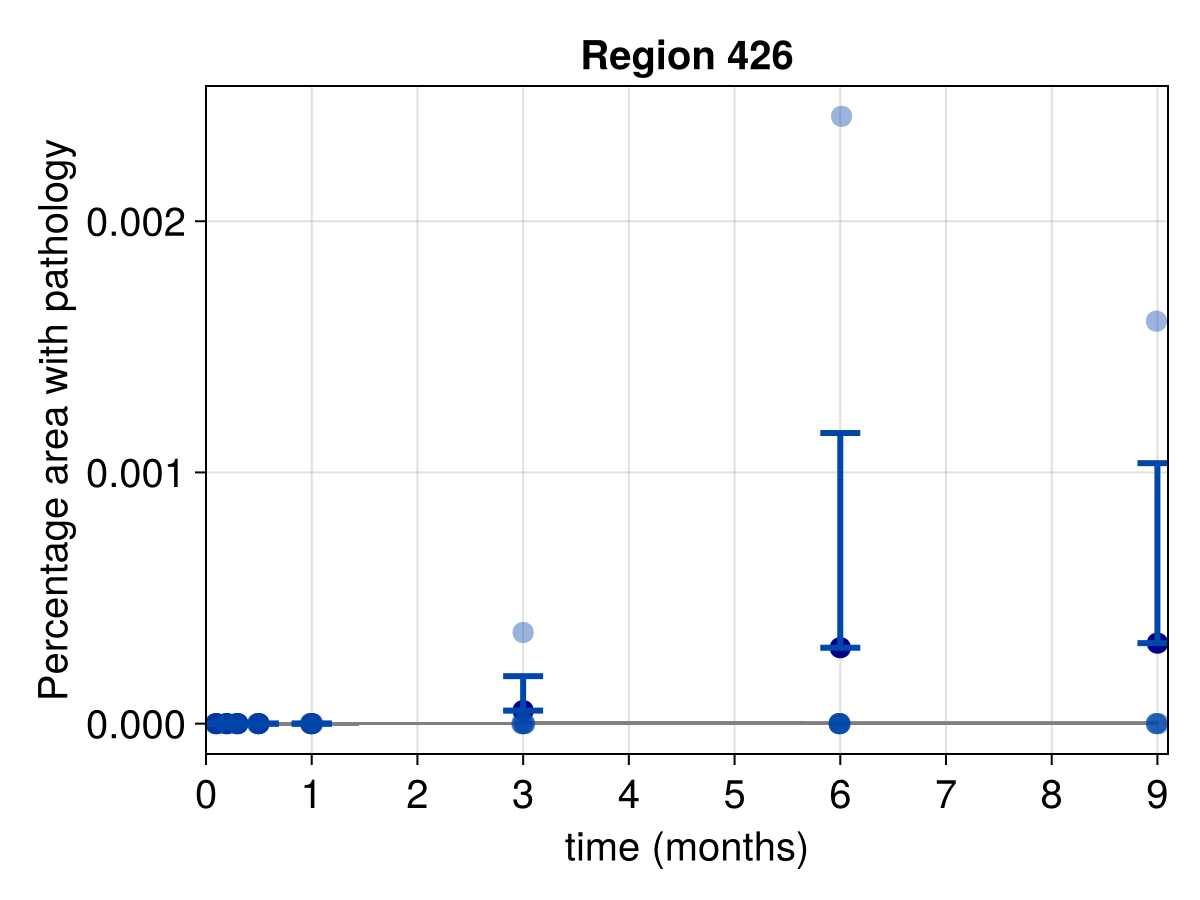 Region 426
Percentage area with pathology
0.002
0.001
0.000
0 1 2 3 4 5 6 7 8 9
time (months)